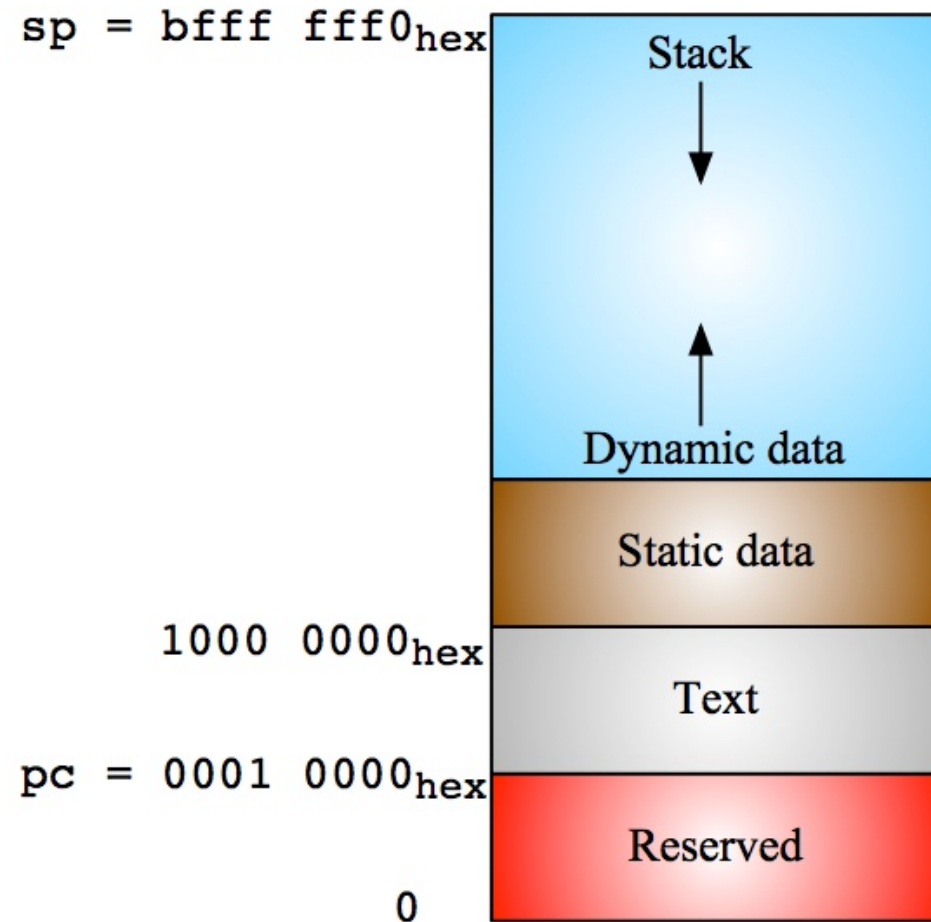 sp = bfff fff0hex
Stack
Dynamic data
Static data
1000 0000hex
Text
pc = 0001 0000hex
Reserved
0